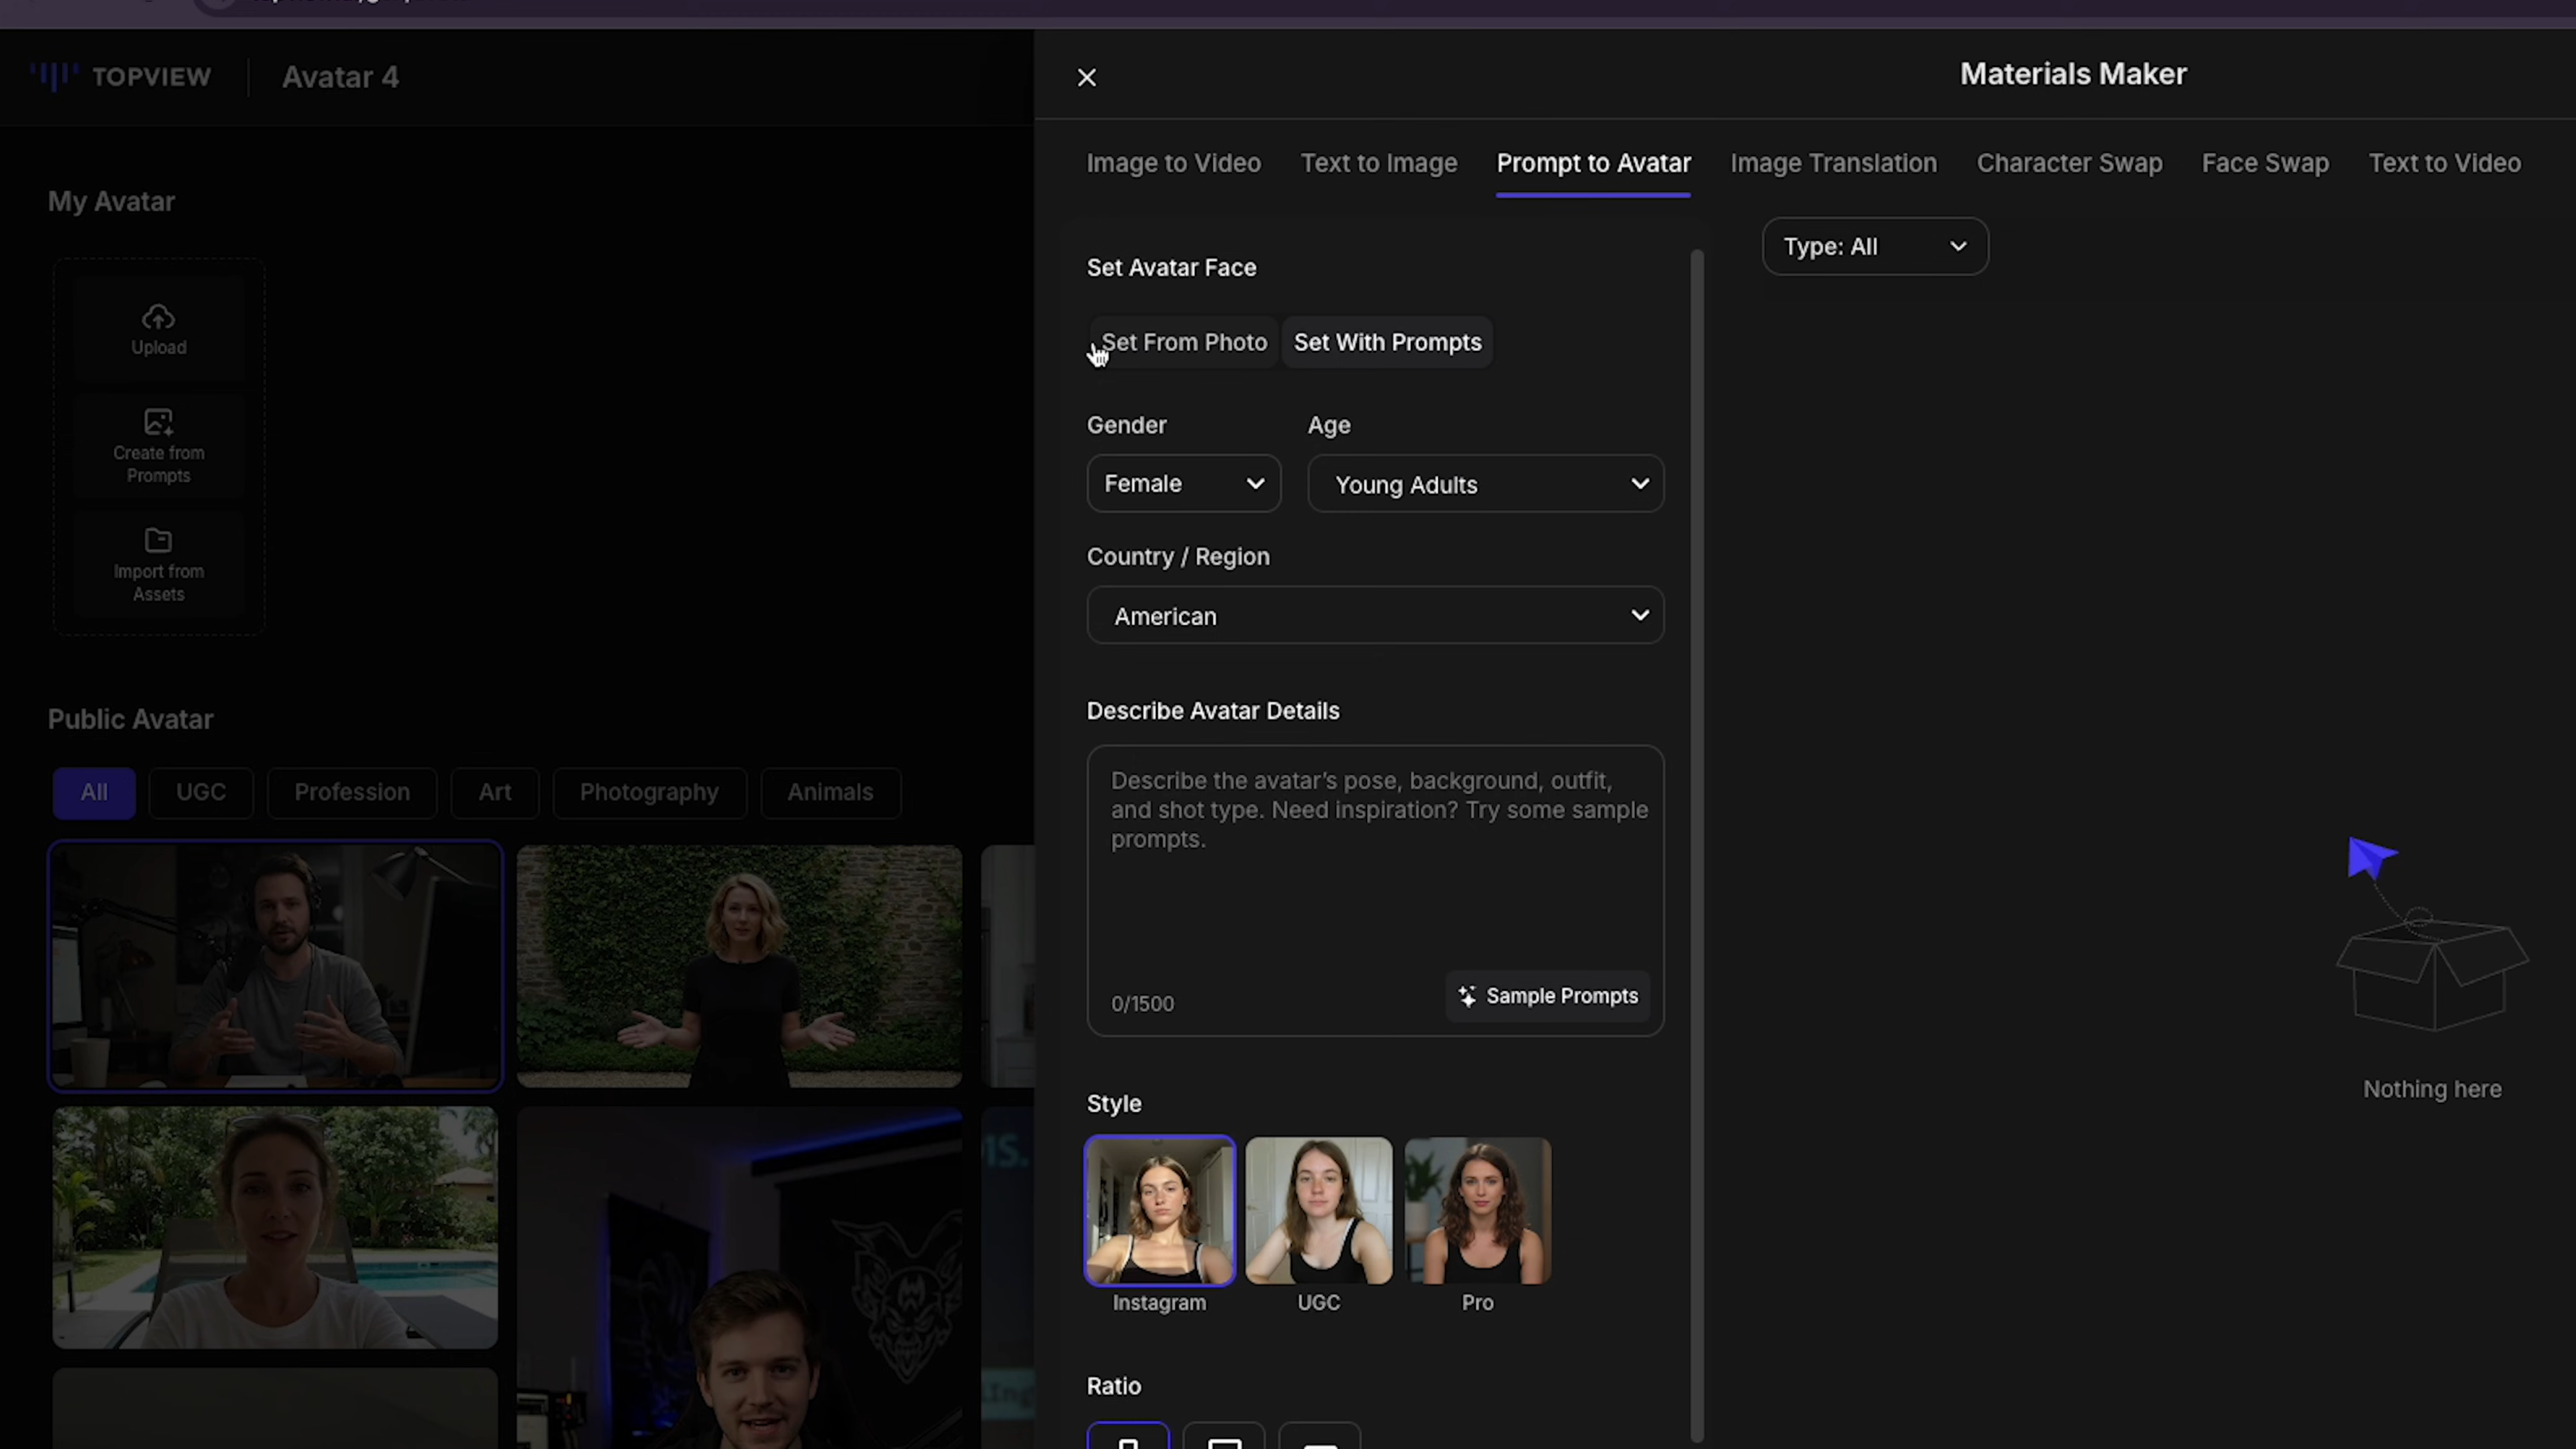 TOPVIEW
Avatar 4
My Avatar
Upload
Create from
Prompts
Import from
Assets
Public Avatar
All
UGC
Profession
Art
Photography
Animals
Materials Maker
Image to Video
Text to Image
Prompt to Avatar
Image Translation
Character Swap
Face Swap
Text to Video
Type: All
Set Avatar Face
Set From Photo
Set With Prompts
Gender
Age
Female
Young Adults
Country / Region
American
Describe Avatar Details
Describe the avatar’s pose, background, outfit,
and shot type. Need inspiration? Try some sample
prompts.
0/1500
Sample Prompts
Style
Instagram
UGC
Pro
Ratio
Nothing here